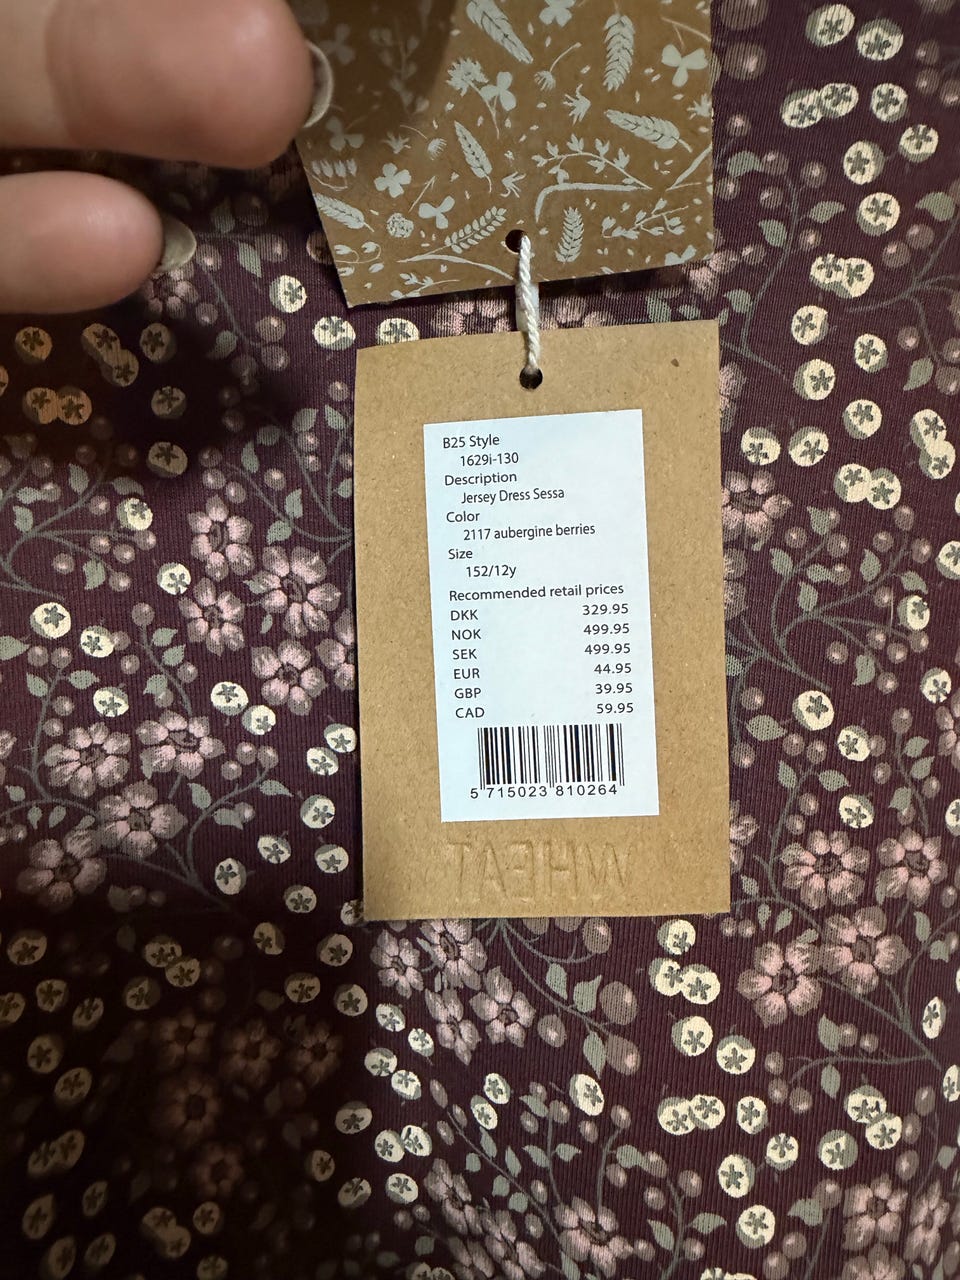 B25 Style
1629i-130
Description
Jersey Dress Sessa
Color
2117 aubergine berries
Size
152/12y
Recommended retail prices
DKK 329.95
NOK 499.95
SEK 499.95
EUR 44.95
GBP 39.95
CAD 59.95
5 715023 810264
WHEAT